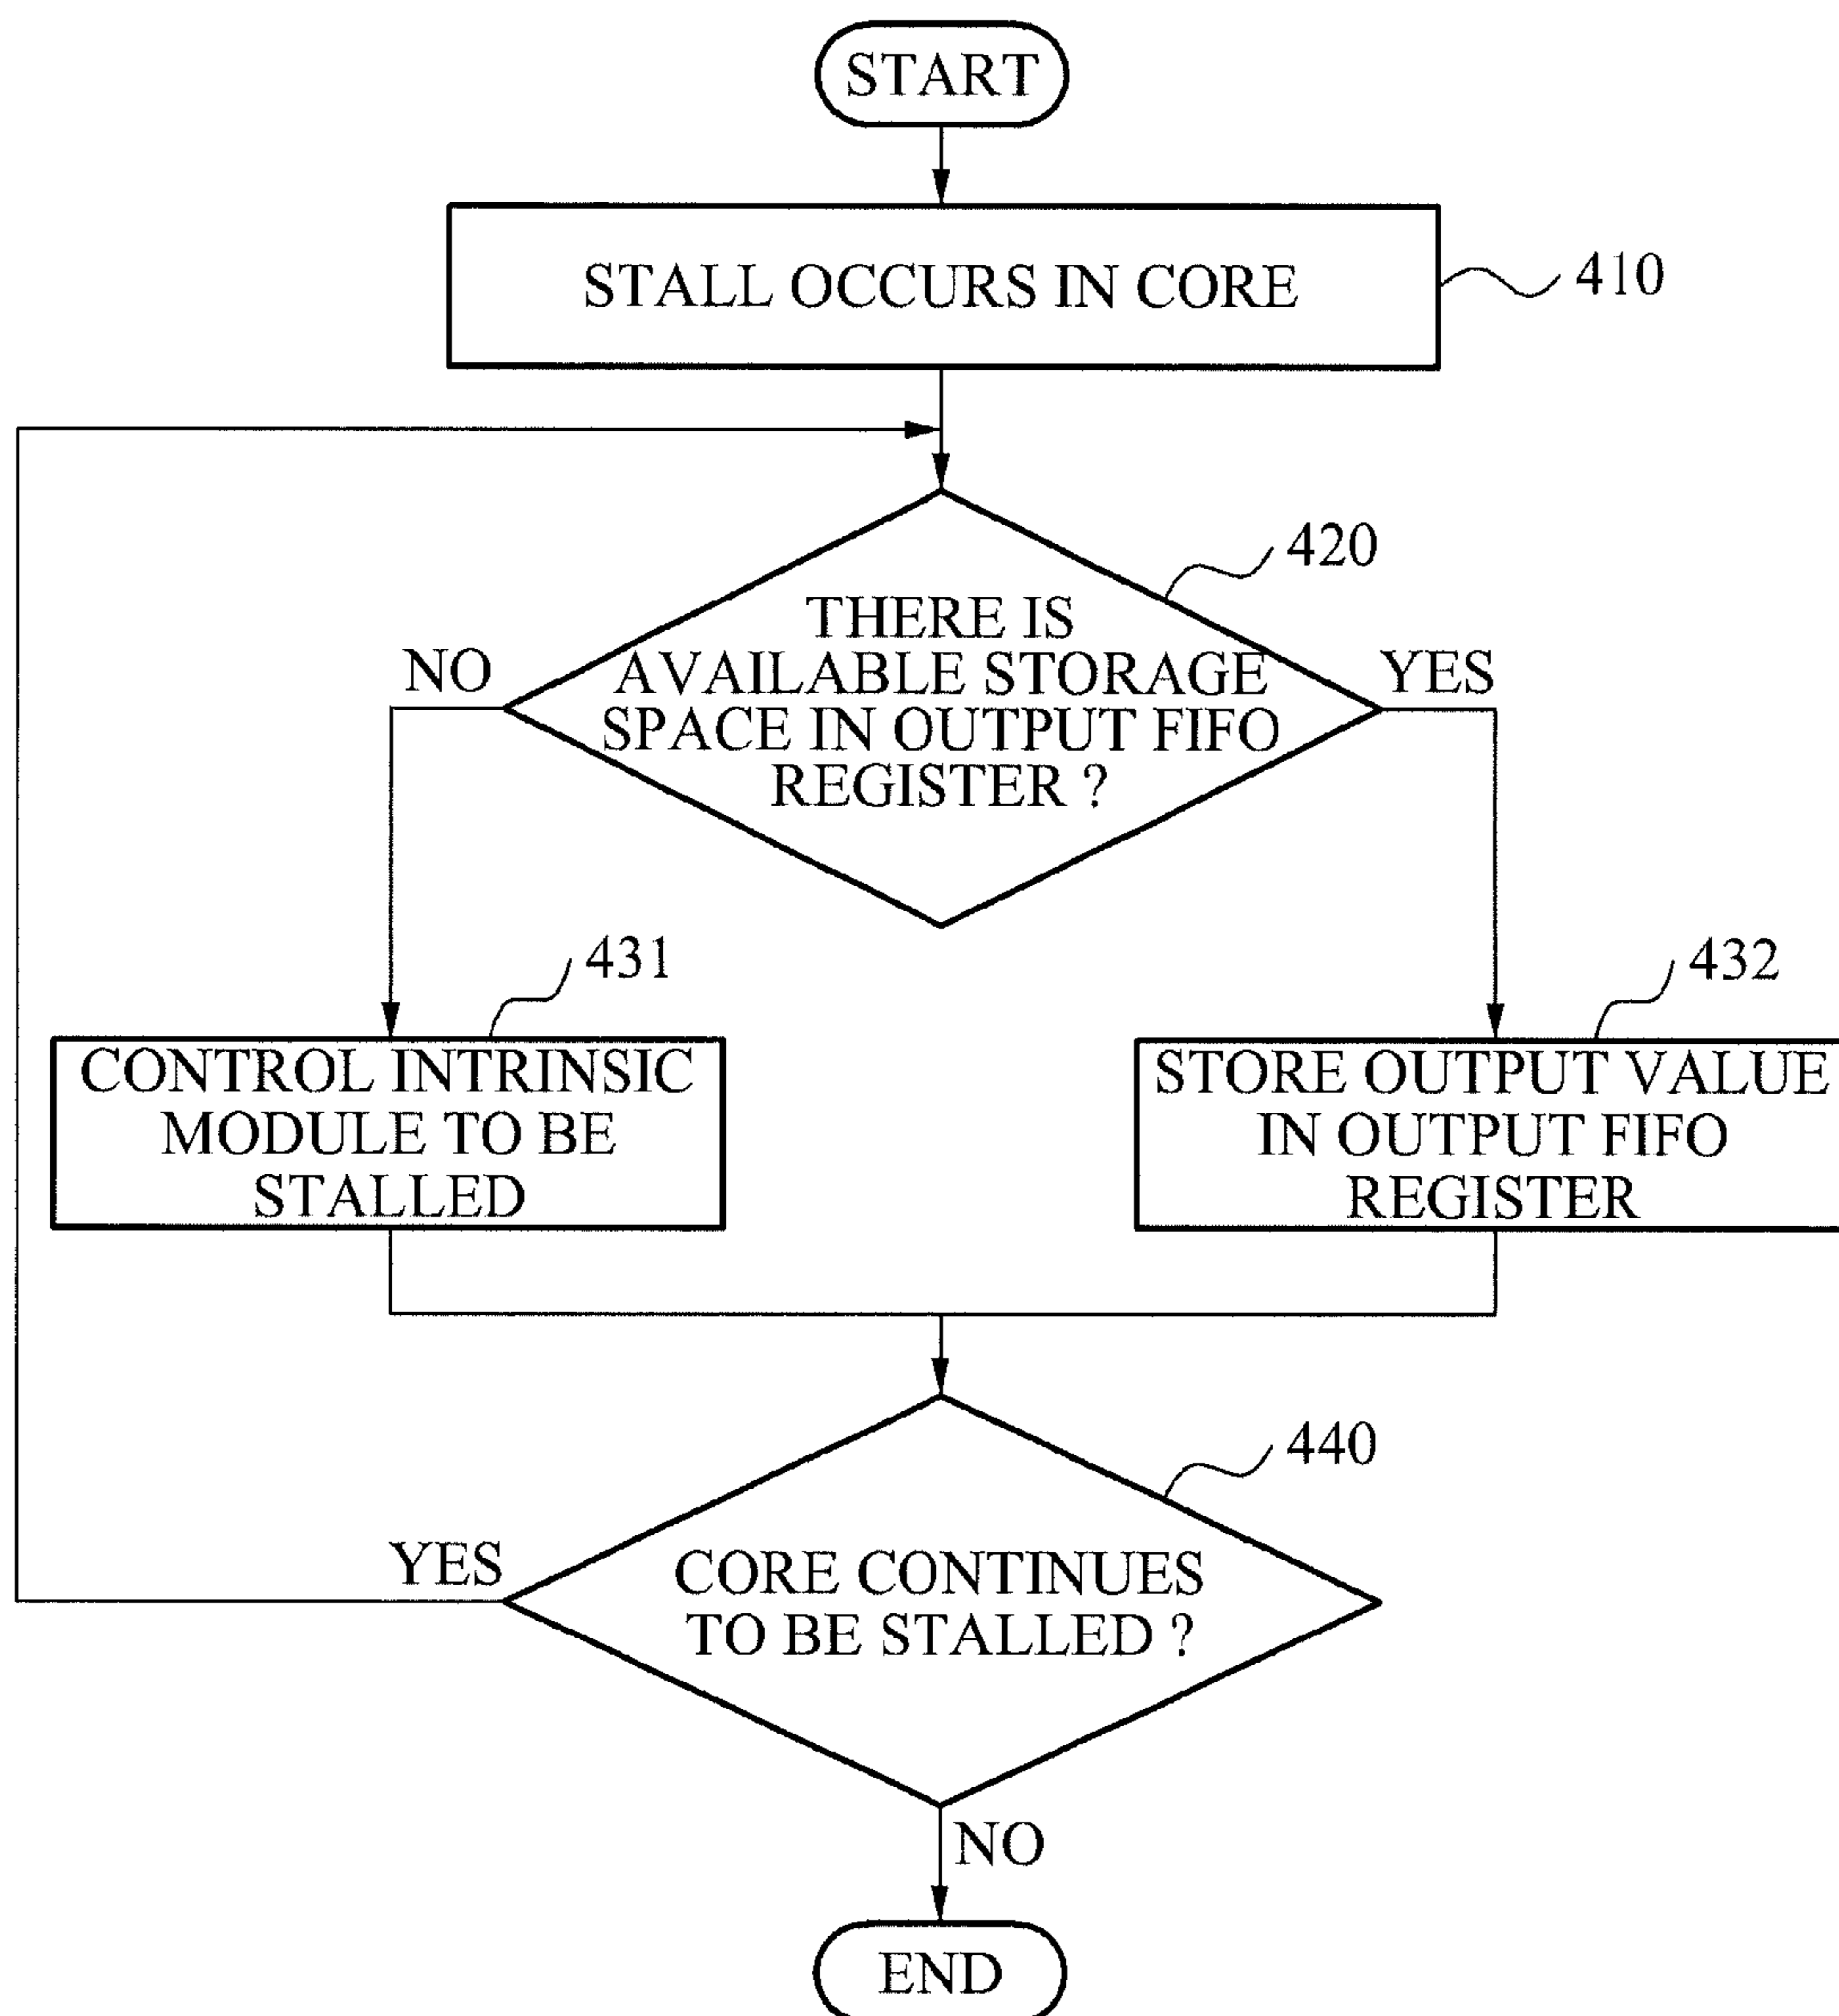 START
STALL OCCURS IN CORE
410
420
THERE IS
AVAILABLE STORAGE
SPACE IN OUTPUT FIFO
REGISTER ?
NO
YES
431
432
CONTROL INTRINSIC
MODULE TO BE
STALLED
STORE OUTPUT VALUE
IN OUTPUT FIFO
REGISTER
440
CORE CONTINUES
TO BE STALLED ?
YES
NO
END